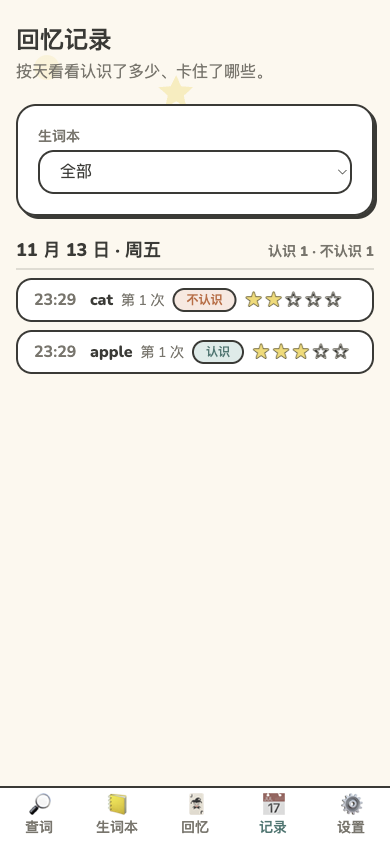 回忆记录
按天看看认识了多少、卡住了哪些。
生词本
全部
11 月 13 日 · 周五 认识 1 · 不认识 1
23:29 cat 第 1 次 不认识
23:29 apple 第 1 次 认识
17
查词 生词本 回忆 记录 设置